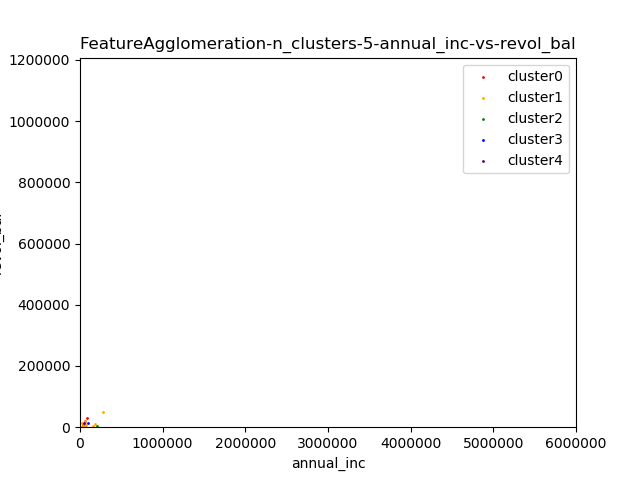 FeatureAgglomeration-n_clusters-5-annual_inc-vs-revol_bal
1200000
1000000
800000
600000
400000
200000
0
cluster0
cluster1
cluster2
cluster3
cluster4
0 1000000 2000000 3000000 4000000 5000000 6000000
annual_inc